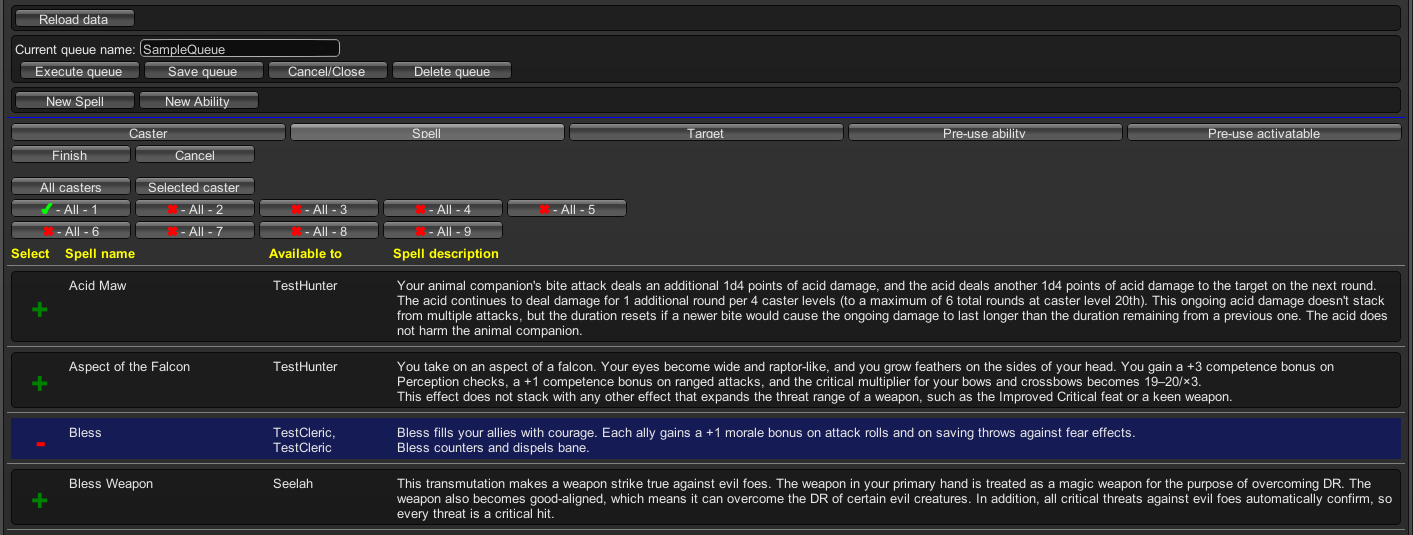 Reload data
Current queue name: SampleQueue
Execute queue Save queue Cancel/Close Delete queue
New Spell New Ability
Caster Spell Target Pre-use ability Pre-use activatable
Finish Cancel
All casters Selected caster
✔ - All - 1 ✖ - All - 2 ✖ - All - 3 ✖ - All - 4 ✖ - All - 5
✖ - All - 6 ✖ - All - 7 ✖ - All - 8 ✖ - All - 9
Select Spell name Available to Spell description
Acid Maw TestHunter Your animal companion's bite attack deals an additional 1d4 points of acid damage, and the acid deals another 1d4 points of acid damage to the target on the next round.
The acid continues to deal damage for 1 additional round per 4 caster levels (to a maximum of 6 total rounds at caster level 20th). This ongoing acid damage doesn't stack
+ from multiple attacks, but the duration resets if a newer bite would cause the ongoing damage to last longer than the duration remaining from a previous one. The acid does
not harm the animal companion.
Aspect of the Falcon TestHunter You take on an aspect of a falcon. Your eyes become wide and raptor-like, and you grow feathers on the sides of your head. You gain a +3 competence bonus on
+ Perception checks, a +1 competence bonus on ranged attacks, and the critical multiplier for your bows and crossbows becomes 19–20/×3.
This effect does not stack with any other effect that expands the threat range of a weapon, such as the Improved Critical feat or a keen weapon.
Bless TestCleric, Bless fills your allies with courage. Each ally gains a +1 morale bonus on attack rolls and on saving throws against fear effects.
- TestCleric Bless counters and dispels bane.
Bless Weapon Seelah This transmutation makes a weapon strike true against evil foes. The weapon in your primary hand is treated as a magic weapon for the purpose of overcoming DR. The
+ weapon also becomes good-aligned, which means it can overcome the DR of certain evil creatures. In addition, all critical threats against evil foes automatically confirm, so
every threat is a critical hit.